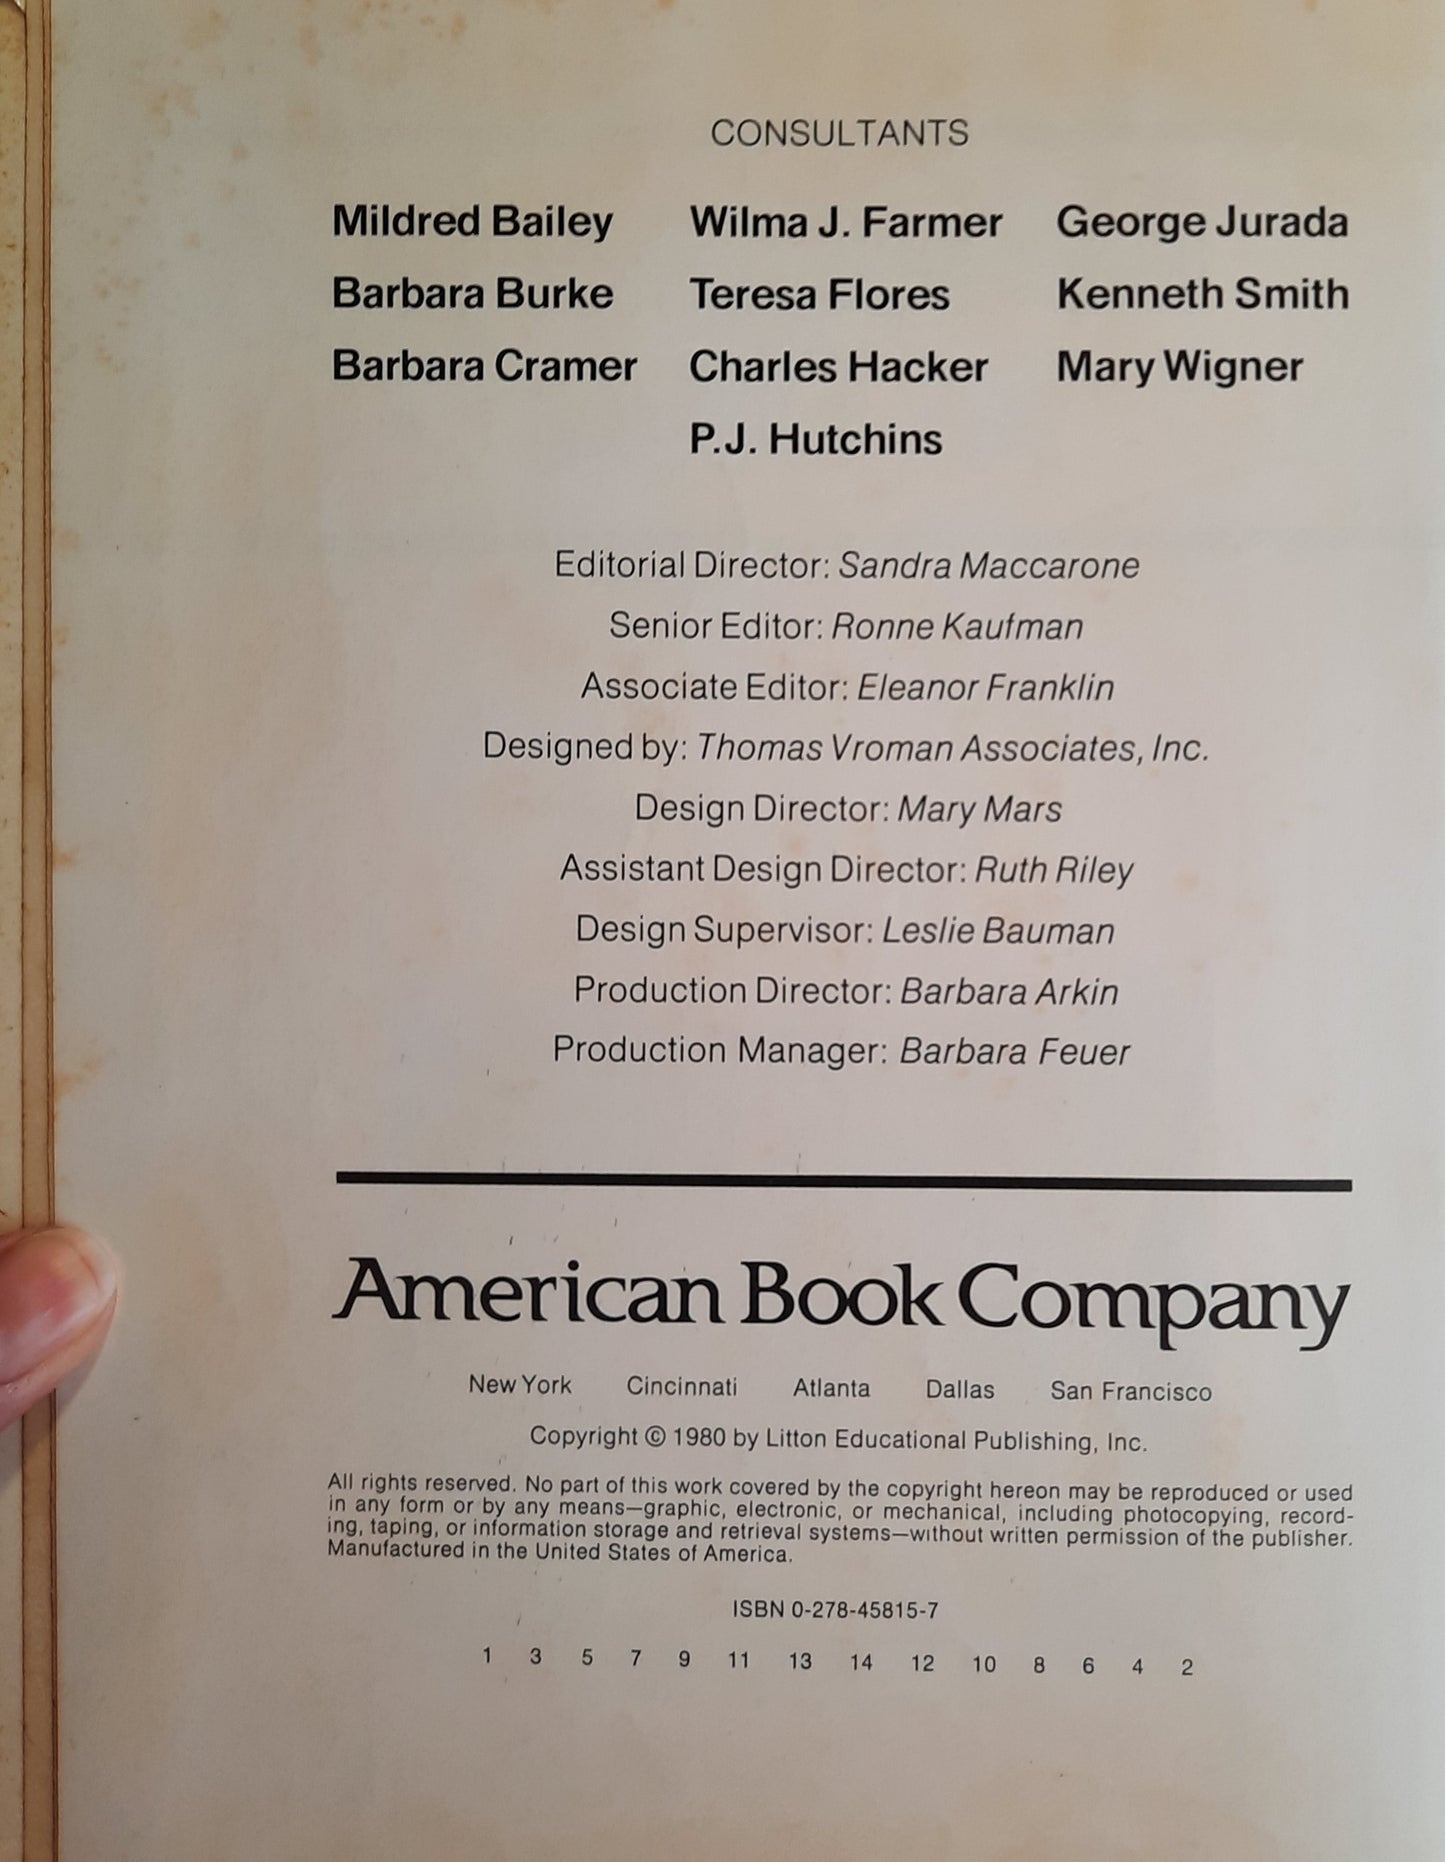 CONSULTANTS
Mildred Bailey Wilma J. Farmer George Jurada
Barbara Burke Teresa Flores Kenneth Smith
Barbara Cramer Charles Hacker Mary Wigner
P.J. Hutchins
Editorial Director: Sandra Maccarone
Senior Editor: Ronne Kaufman
Associate Editor: Eleanor Franklin
Designed by: Thomas Vroman Associates, Inc.
Design Director: Mary Mars
Assistant Design Director: Ruth Riley
Design Supervisor: Leslie Bauman
Production Director: Barbara Arkin
Production Manager: Barbara Feuer
American Book Company
New York Cincinnati Atlanta Dallas San Francisco
Copyright © 1980 by Litton Educational Publishing, Inc.
All rights reserved. No part of this work covered by the copyright hereon may be reproduced or used
in any form or by any means—graphic, electronic, or mechanical, including photocopying, record-
ing, taping, or information storage and retrieval systems—without written permission of the publisher.
Manufactured in the United States of America.
ISBN 0-278-45815-7
1 3 5 7 9 11 13 14 12 10 8 6 4 2